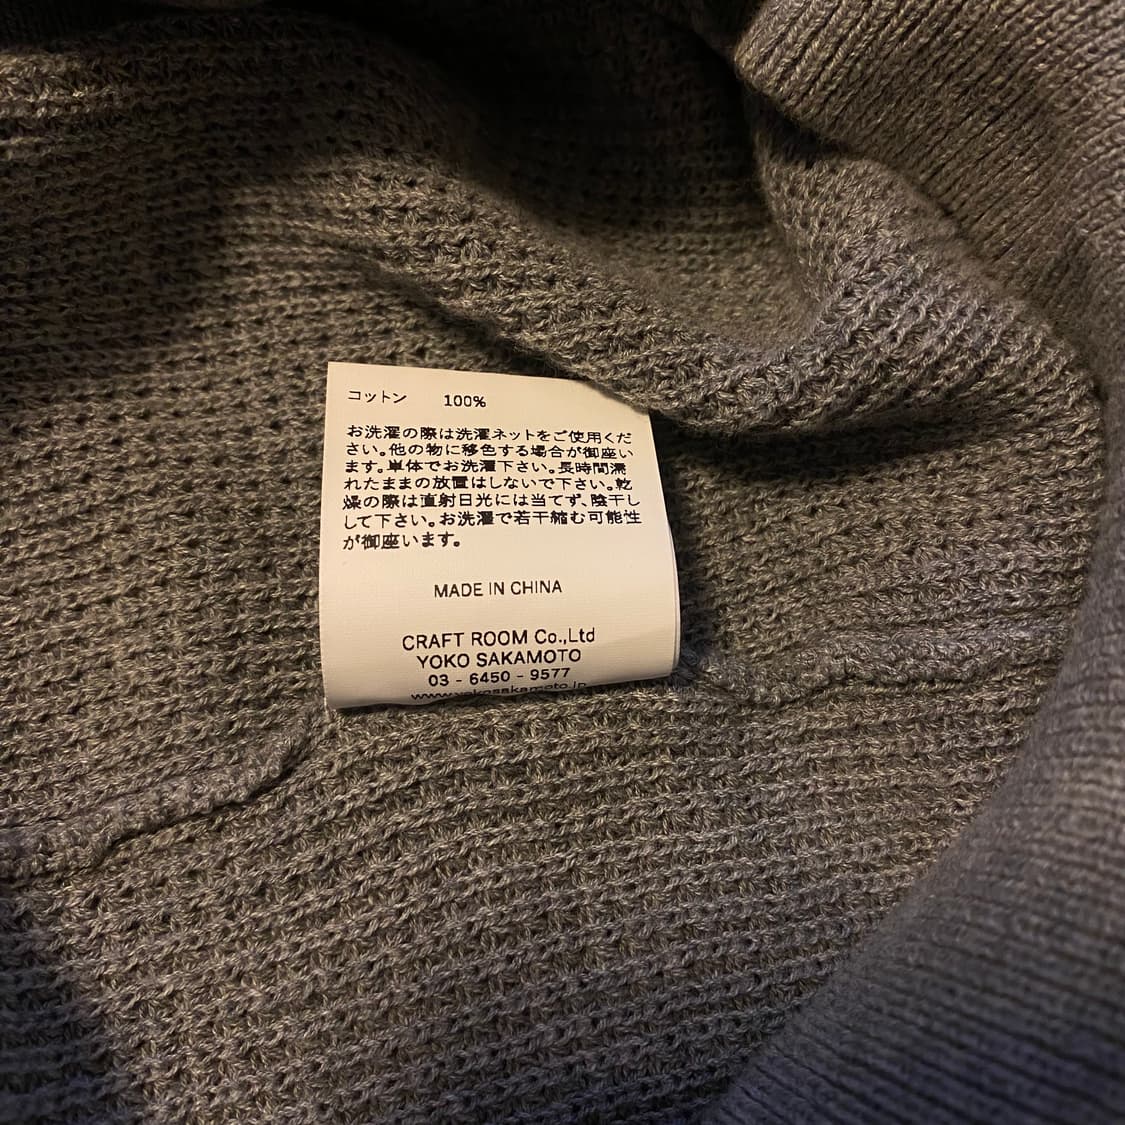 コットン 100%
お洗濯の際は洗濯ネットをご使用くだ
さい。他の物に移色する場合が御座い
ます。単体でお洗濯下さい。長時間濡
れたままの放置はしないで下さい。乾
燥の際は直射日光には当てず、陰干し
して下さい。お洗濯で若干縮む可能性
が御座います。
MADE IN CHINA
CRAFT ROOM Co.,Ltd
YOKO SAKAMOTO
03 - 6450 - 9577
www.yokosakamoto.jp